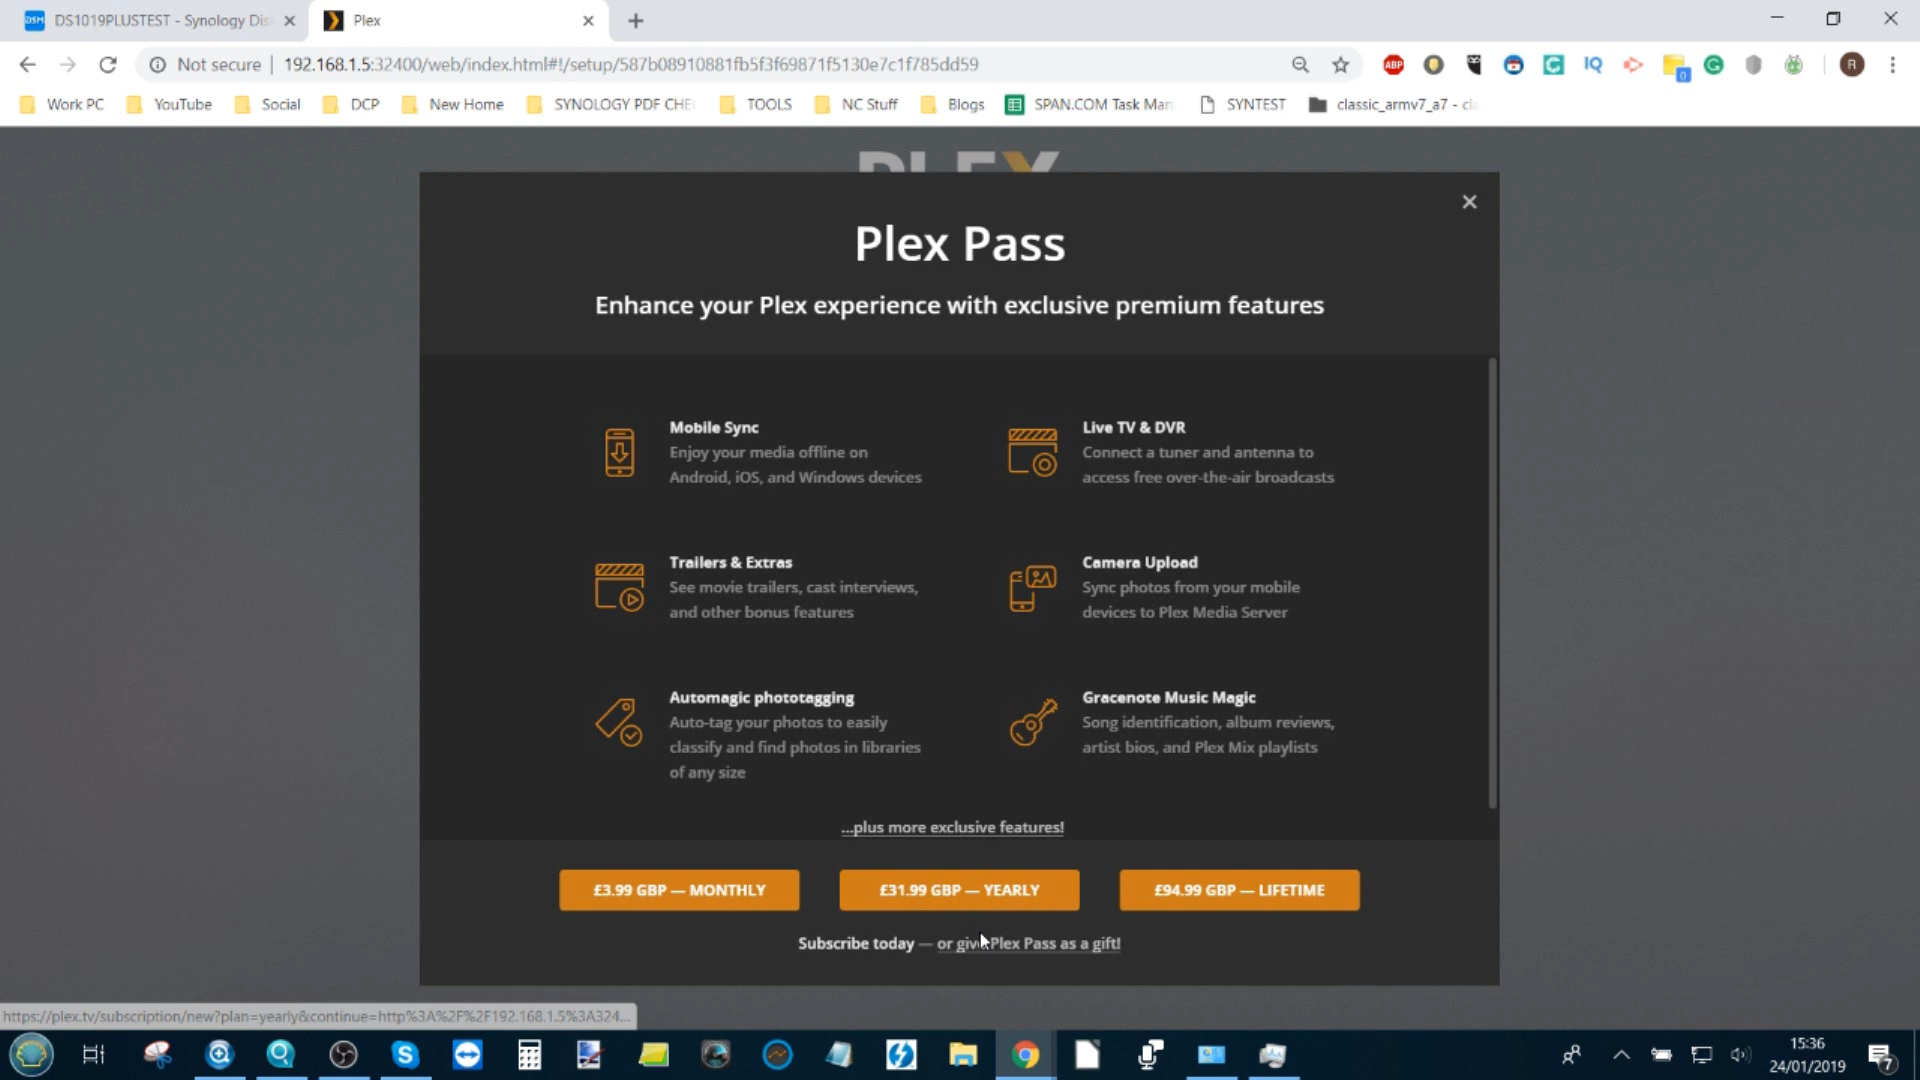 DS1019PLUSTEST - Synology Dis
Plex
Not secure
192.168.1.5:32400/web/index.html#!/setup/587b08910881fb5f3f69871f5130e7c1f785dd59
ABP
IQ
0
R
Work PC
YouTube
Social
DCP
New Home
SYNOLOGY PDF CHE
TOOLS
NC Stuff
Blogs
SPAN.COM Task Man
SYNTEST
classic_armv7_a7 - cla
PLEX
Plex Pass
Enhance your Plex experience with exclusive premium features
Mobile Sync
Enjoy your media offline on
Android, iOS, and Windows devices
Live TV & DVR
Connect a tuner and antenna to
access free over-the-air broadcasts
Trailers & Extras
See movie trailers, cast interviews,
and other bonus features
Camera Upload
Sync photos from your mobile
devices to Plex Media Server
Automagic phototagging
Auto-tag your photos to easily
classify and find photos in libraries
of any size
Gracenote Music Magic
Song identification, album reviews,
artist bios, and Plex Mix playlists
...plus more exclusive features!
£3.99 GBP — MONTHLY
£31.99 GBP — YEARLY
£94.99 GBP — LIFETIME
Subscribe today — or give Plex Pass as a gift!
https://plex.tv/subscription/new?plan=yearly&continue=http%3A%2F%2F192.168.1.5%3A324...
15:36
24/01/2019
7